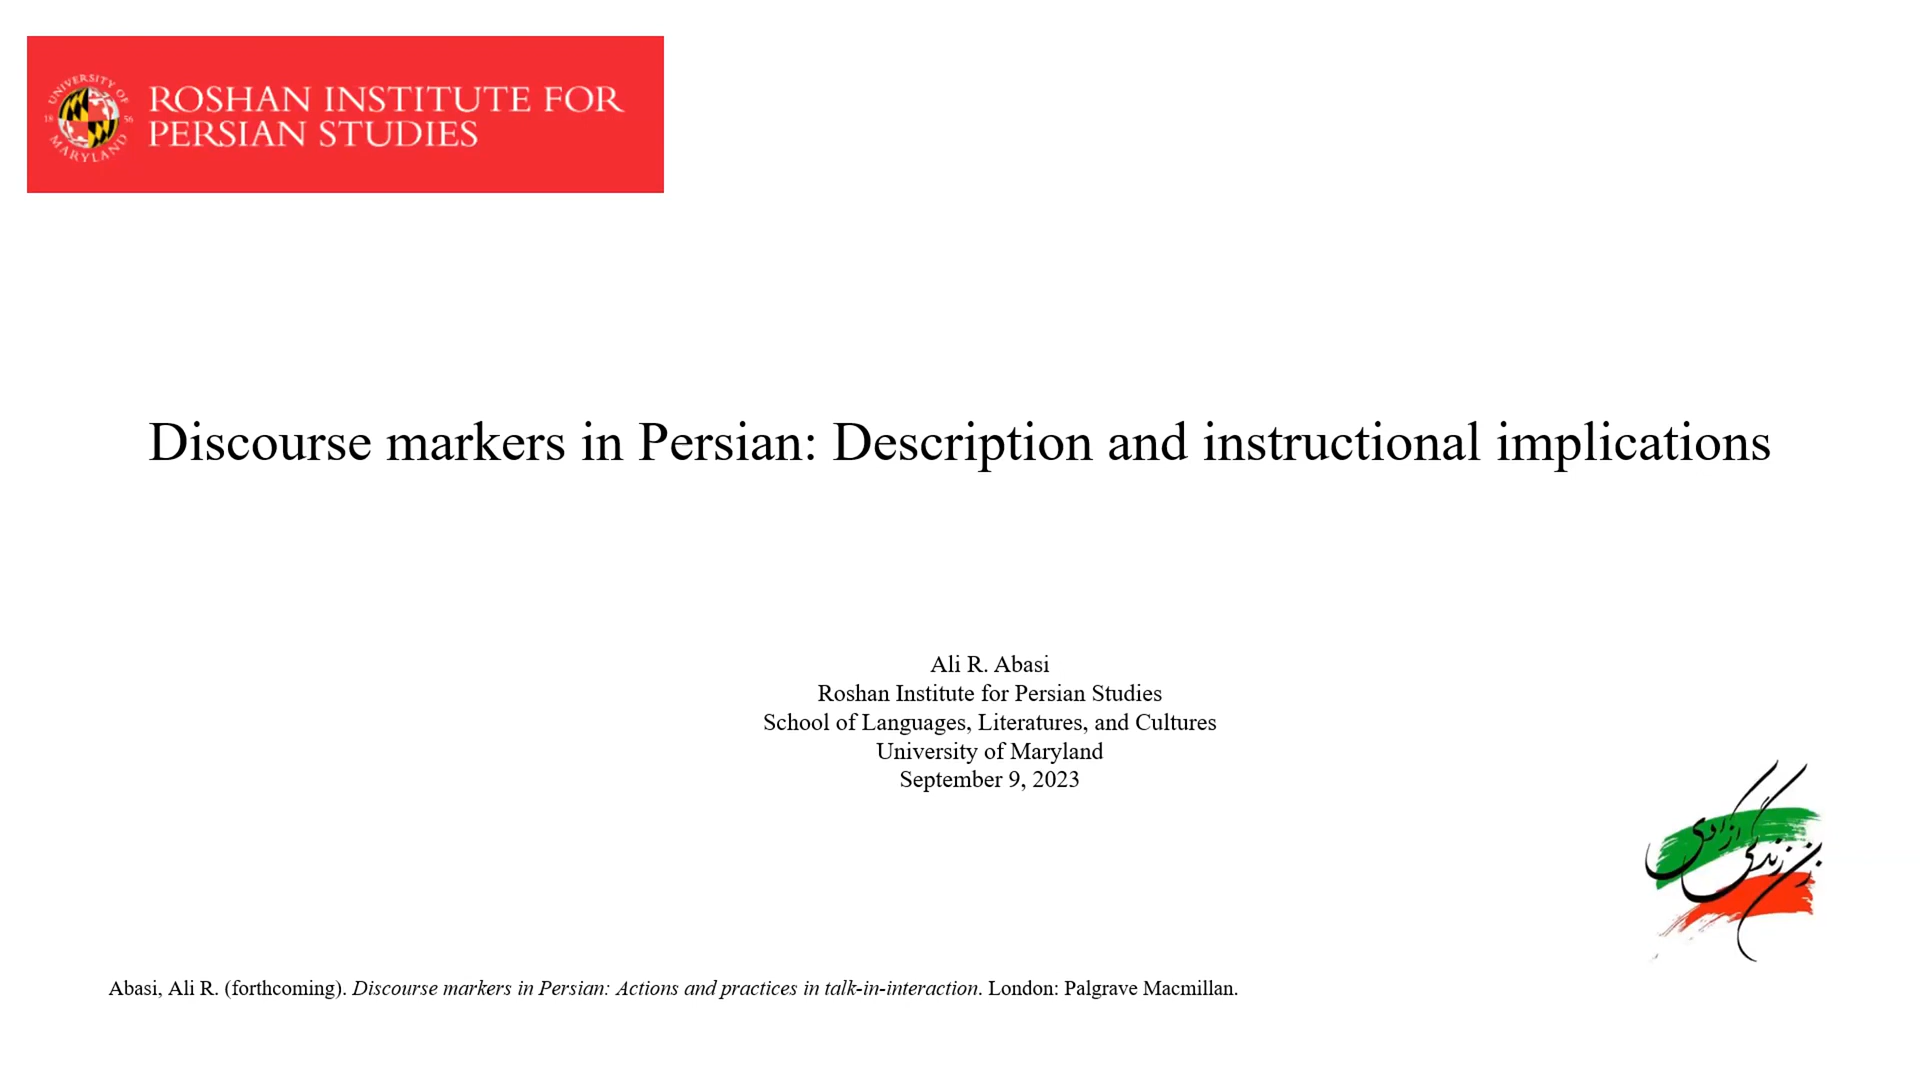 UNIVERSITY OF
18 56
MARYLAND
ROSHAN INSTITUTE FOR
PERSIAN STUDIES
Discourse markers in Persian: Description and instructional implications
Ali R. Abasi
Roshan Institute for Persian Studies
School of Languages, Literatures, and Cultures
University of Maryland
September 9, 2023
زن زندگی آزادی
Abasi, Ali R. (forthcoming). Discourse markers in Persian: Actions and practices in talk-in-interaction. London: Palgrave Macmillan.